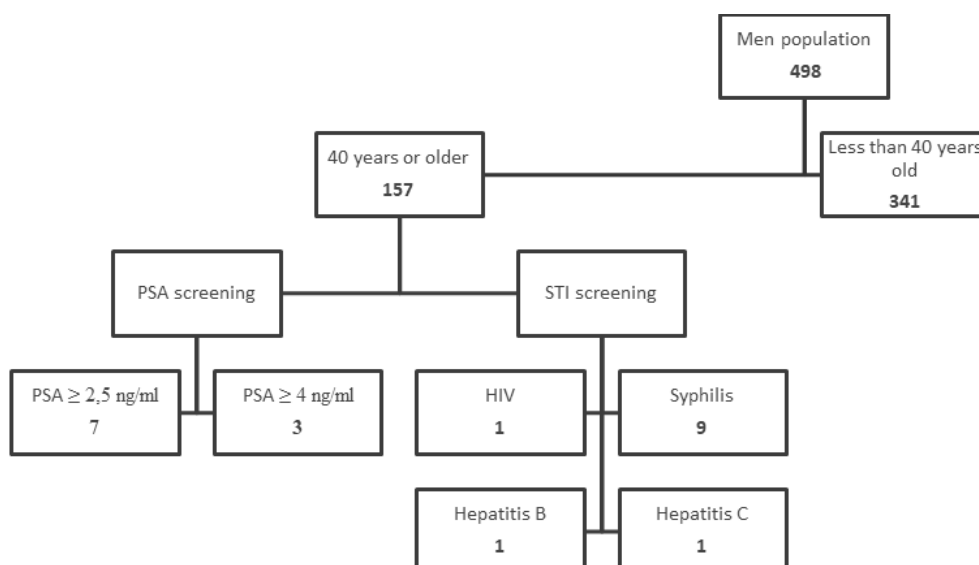 Men population
498
40 years or older
157
Less than 40 years
old
341
PSA screening
STI screening
PSA ≥ 2,5 ng/ml
7
PSA ≥ 4 ng/ml
3
HIV
1
Syphilis
9
Hepatitis B
1
Hepatitis C
1